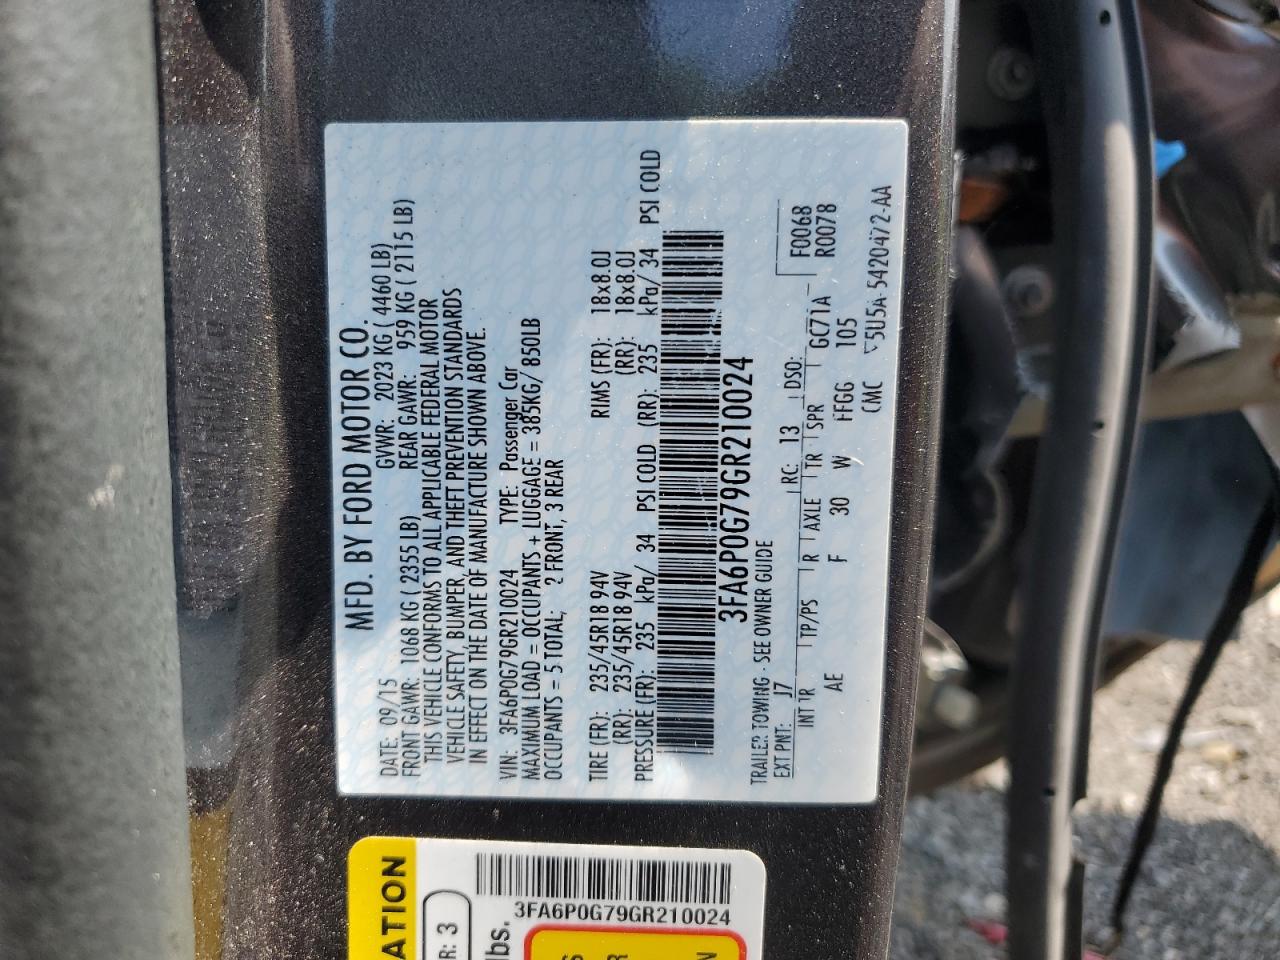 MFD. BY FORD MOTOR CO.
DATE: 09/15 GVWR: 2023 KG ( 4460 LB)
FRONT GAWR: 1068 KG ( 2355 LB) REAR GAWR: 959 KG ( 2115 LB)
THIS VEHICLE CONFORMS TO ALL APPLICABLE FEDERAL MOTOR
VEHICLE SAFETY, BUMPER, AND THEFT PREVENTION STANDARDS
IN EFFECT ON THE DATE OF MANUFACTURE SHOWN ABOVE.
VIN: 3FA6P0G79GR210024 TYPE: Passenger Car
MAXIMUM LOAD = OCCUPANTS + LUGGAGE = 385KG/ 850LB
OCCUPANTS = 5 TOTAL; 2 FRONT, 3 REAR
TIRE (FR): 235/45R18 94V RIMS (FR): 18x8.0J
(RR): 235/45R18 94V (RR): 18x8.0J
PRESSURE (FR): 235 kPa/ 34 PSI COLD (RR): 235 kPa/ 34 PSI COLD
3FA6P0G79GR210024
TRAILER TOWING - SEE OWNER GUIDE
EXT PNT: J7 RC: 13 DSO: F0068
R0078
INT TR TP/PS R AXLE TR SPR GC71A
AE F 30 W FFGG 105
CMC 5U5A-5420472-AA
ATION
R: 3
3FA6P0G79GR210024
lbs.